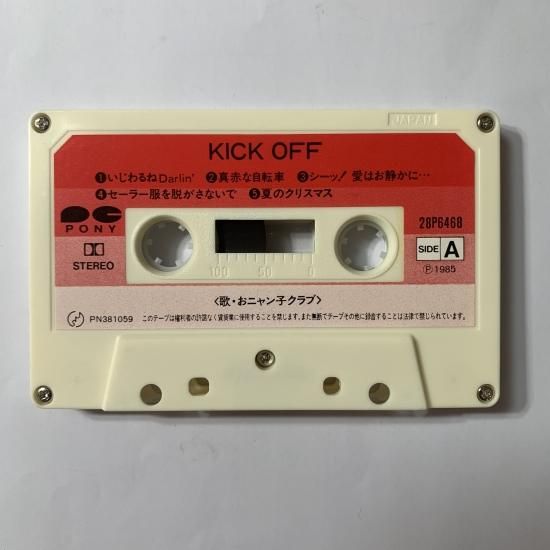 JAPAN
KICK OFF
❶いじわるねDarlin' ❷真赤な自転車 ❸シーッ! 愛はお静かに…
❹セーラー服を脱がさないで ❺夏のクリスマス
PONY
28P6468
STEREO
SIDE A
100 50 0
Ⓟ1985
〈歌・おニャン子クラブ〉
PN381059 このテープは権利者の許諾なく賃貸業に使用することを禁じます。また無断でテープその他に録音することは法律で禁じられています。